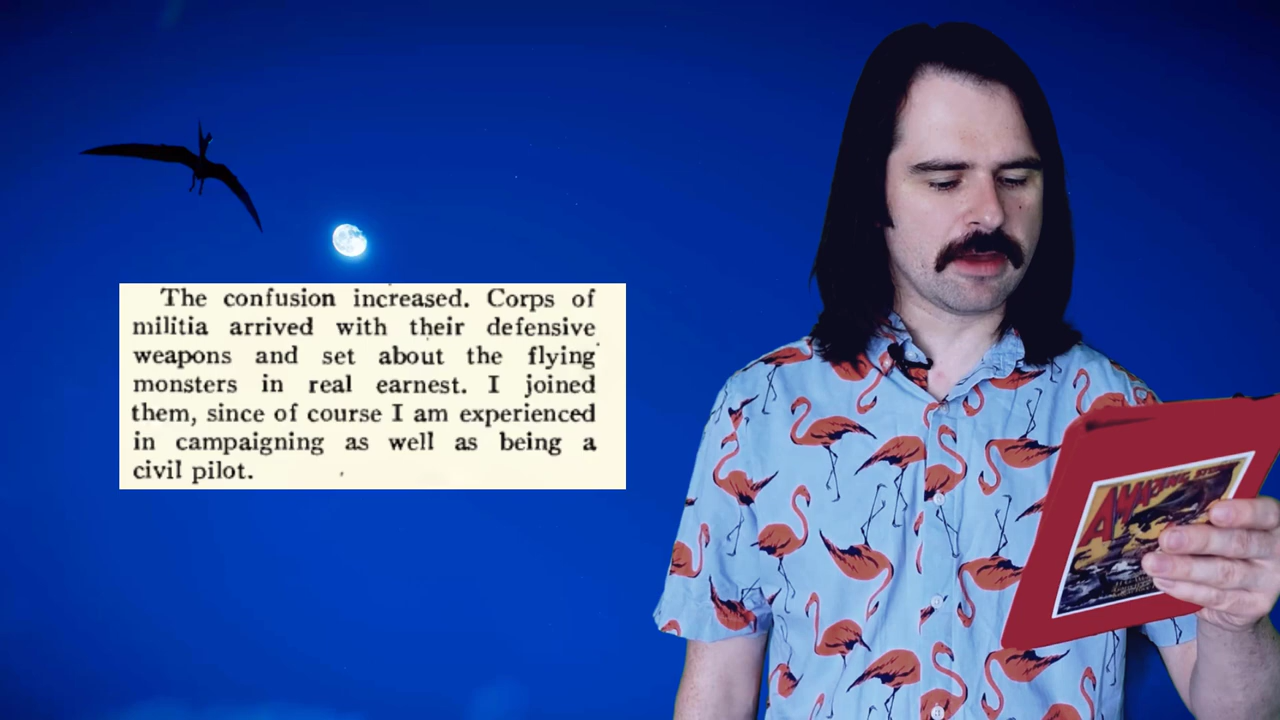 The confusion increased. Corps of
militia arrived with their defensive
weapons and set about the flying
monsters in real earnest. I joined
them, since of course I am experienced
in campaigning as well as being a
civil pilot.
AMAZING